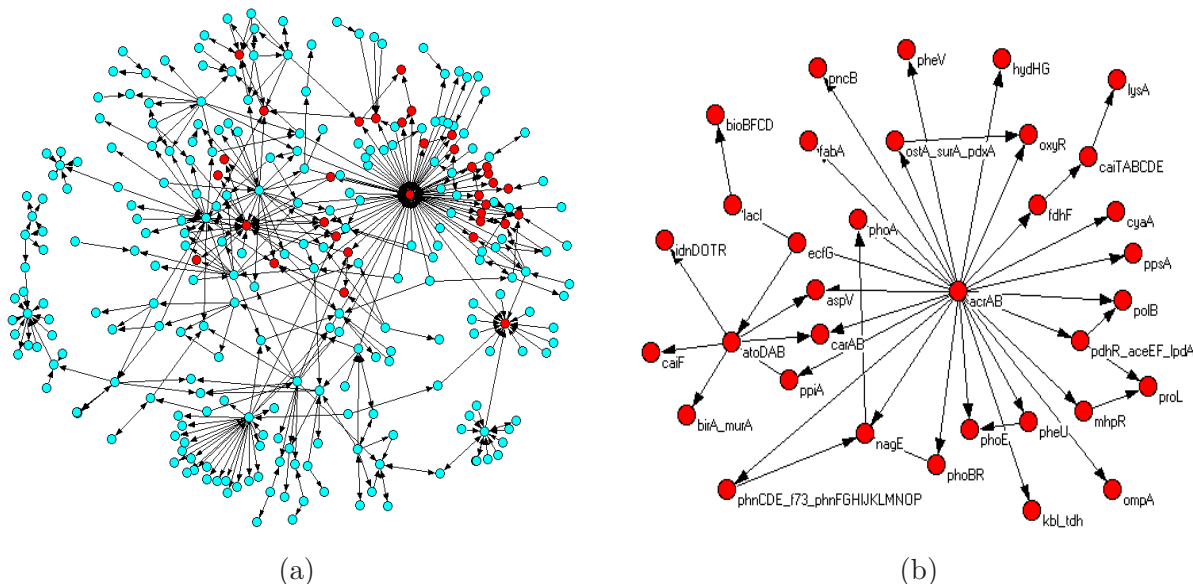 pheV
hydHG
pncB
lysA
bioBFCD
fabA
ostA_surA_pdxA
oxyR
caiTABCDE
lacI
phoA
fdhF
cyaA
idnDOTR
ecfG
ppsA
aspV
acrAB
polB
atoDAB
carAB
pdhR_aceEF_lpdA
caiF
ppiA
proL
birA_murA
mhpR
nagE
phoE
pheU
phoBR
phnCDE_f73_phnFGHIJKLMNOP
ompA
kbl_tdh
(a)
(b)